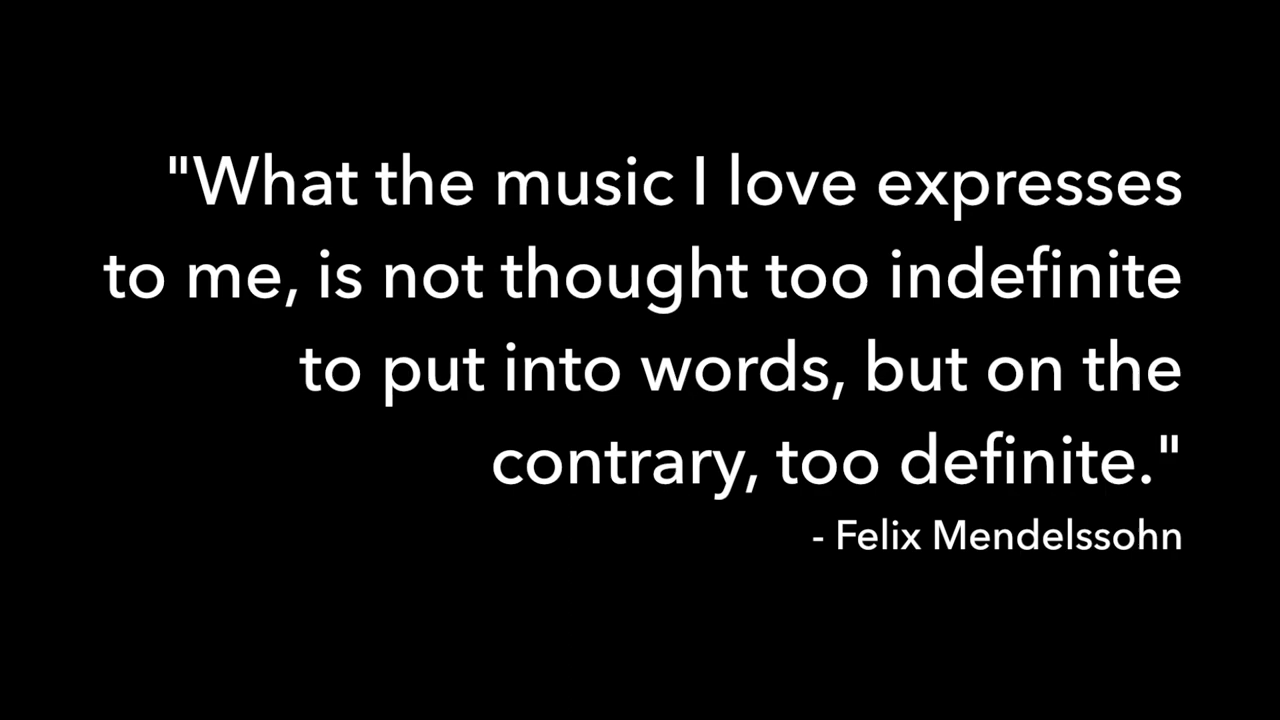 "What the music I love expresses
to me, is not thought too indefinite
to put into words, but on the
contrary, too definite."
- Felix Mendelssohn